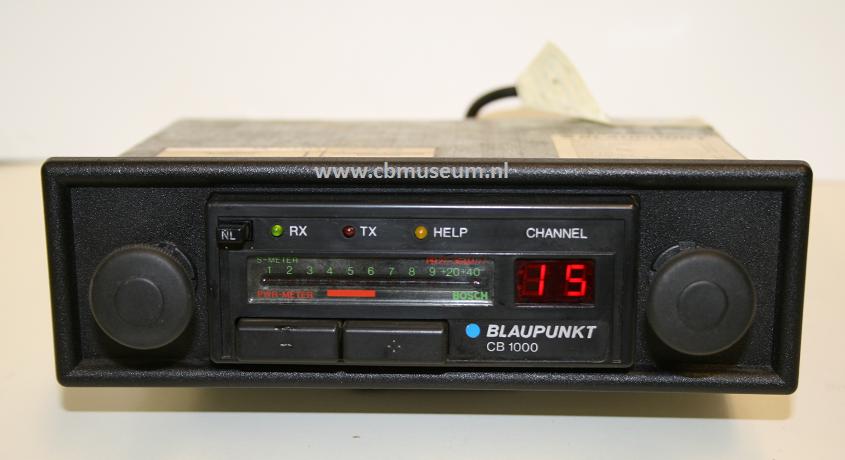 www.cbmuseum.nl
NL RX TX HELP CHANNEL
S-METER
1 2 3 4 5 6 7 8 9 +20 +40
15
PWR-METER BOSCH
- +
BLAUPUNKT
CB 1000